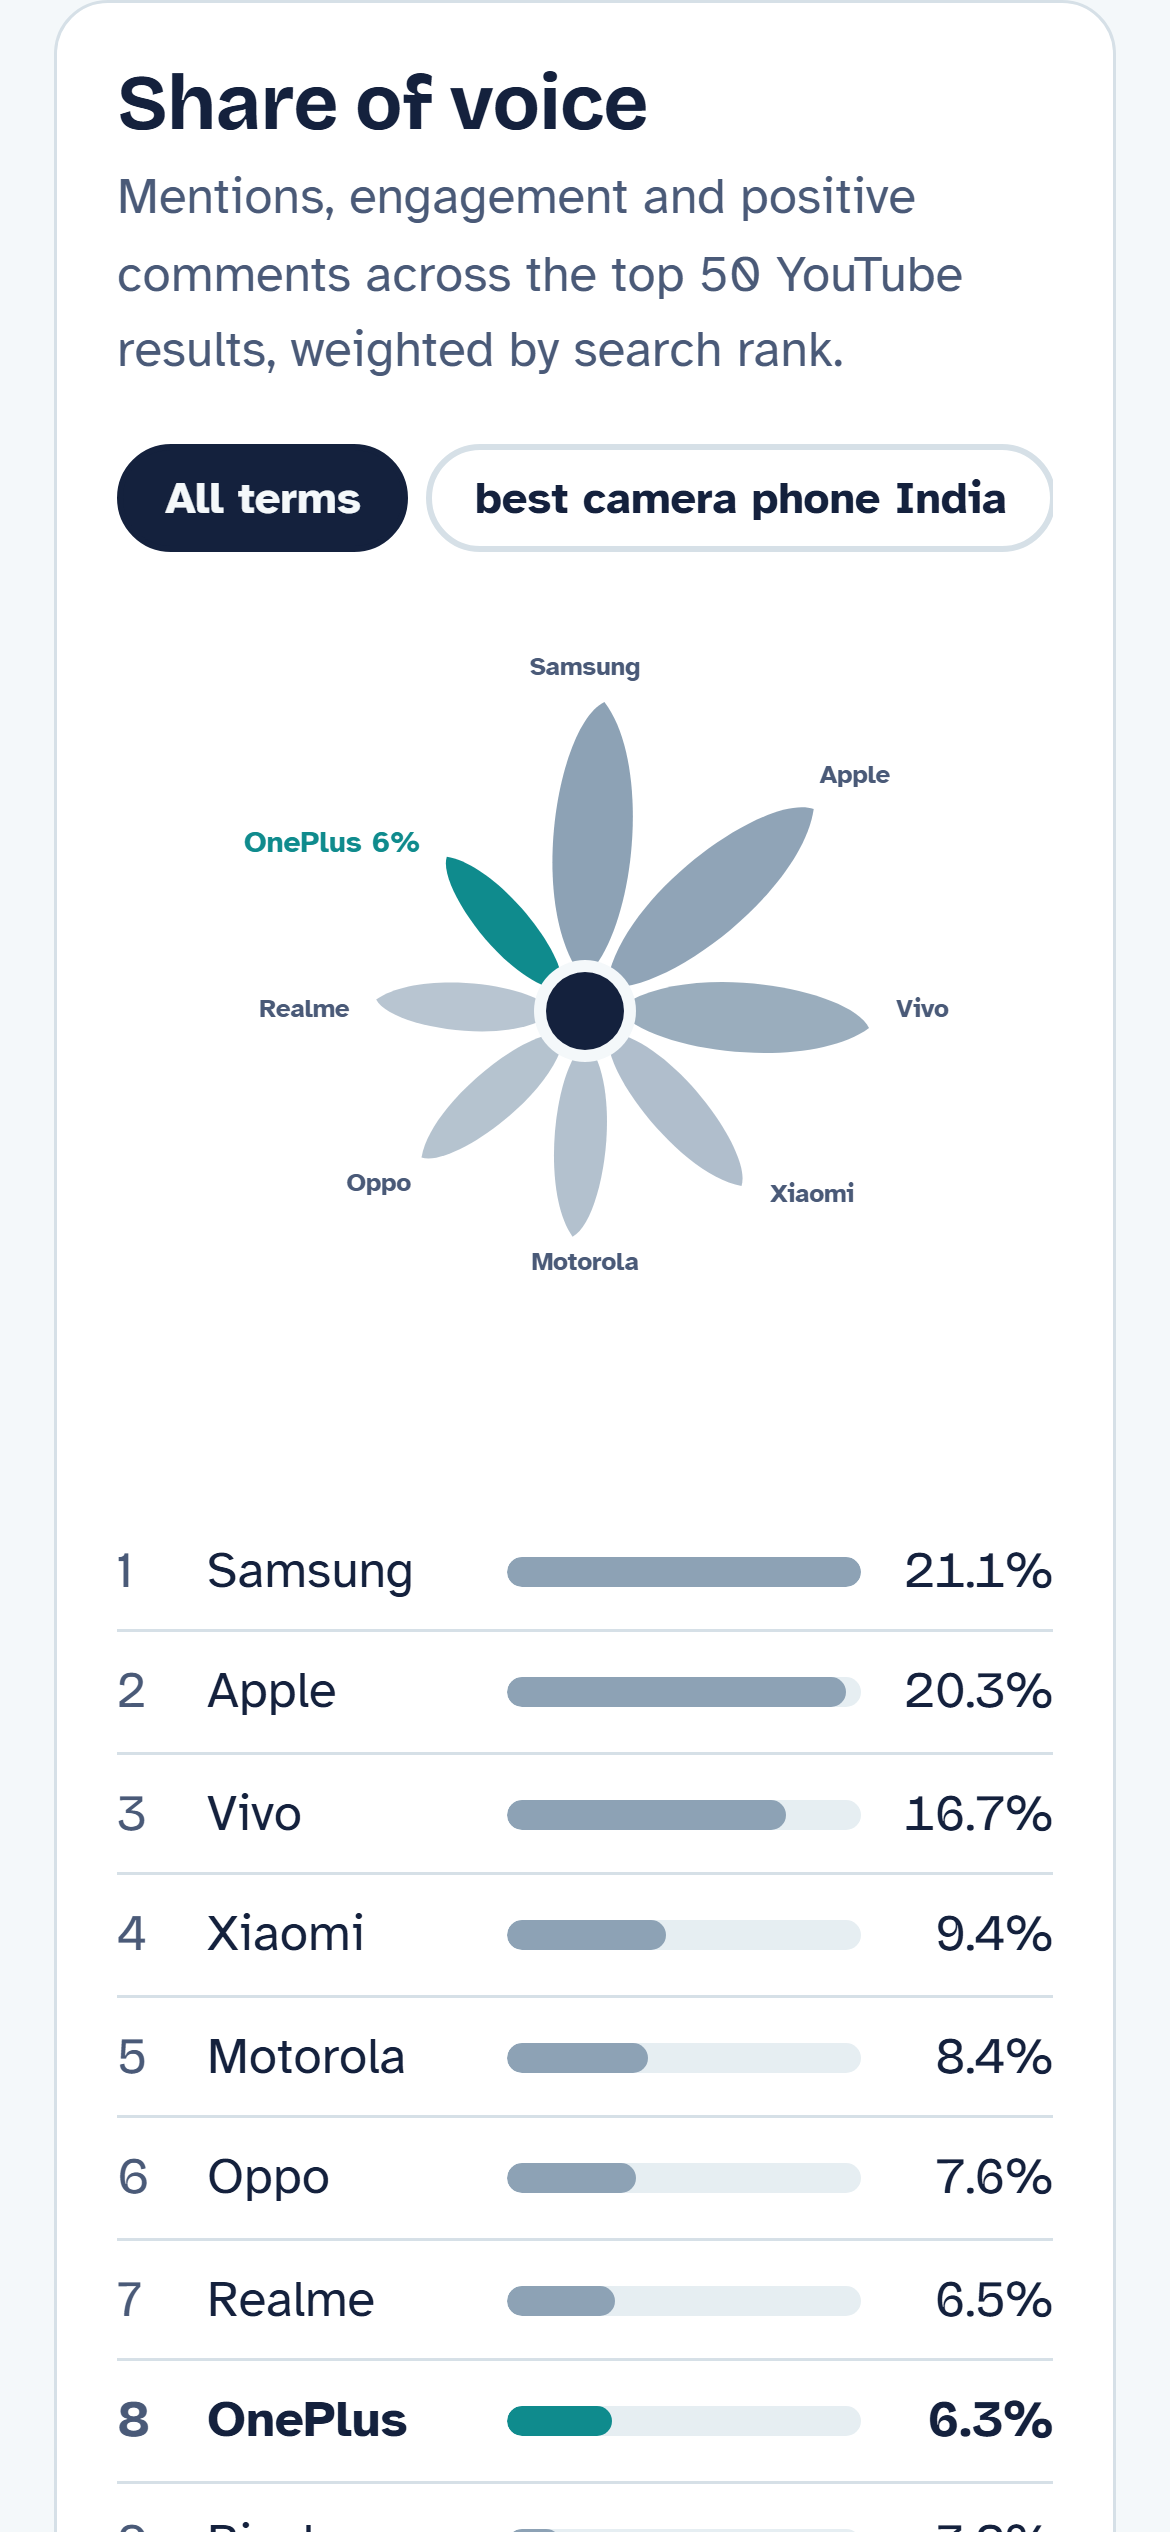 Share of voice
Mentions, engagement and positive
comments across the top 50 YouTube
results, weighted by search rank.
All terms
best camera phone India
Samsung
Apple
OnePlus 6%
Realme
Vivo
Oppo
Xiaomi
Motorola
1 Samsung 21.1%
2 Apple 20.3%
3 Vivo 16.7%
4 Xiaomi 9.4%
5 Motorola 8.4%
6 Oppo 7.6%
7 Realme 6.5%
8 OnePlus 6.3%